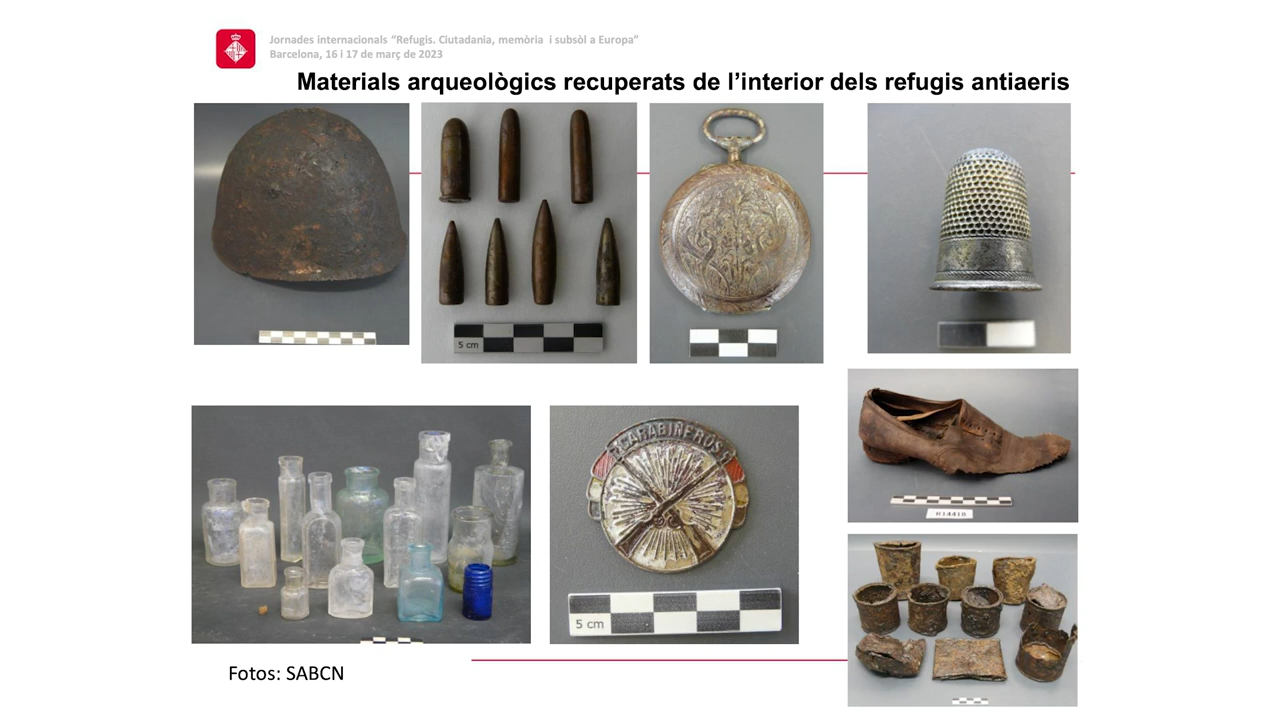 Jornades internacionals “Refugis. Ciutadania, memòria i subsòl a Europa”
Barcelona, 16 i 17 de març de 2023
Materials arqueològics recuperats de l’interior dels refugis antiaeris
5 cm
CARABINEROS
5 cm
R14418
Fotos: SABCN